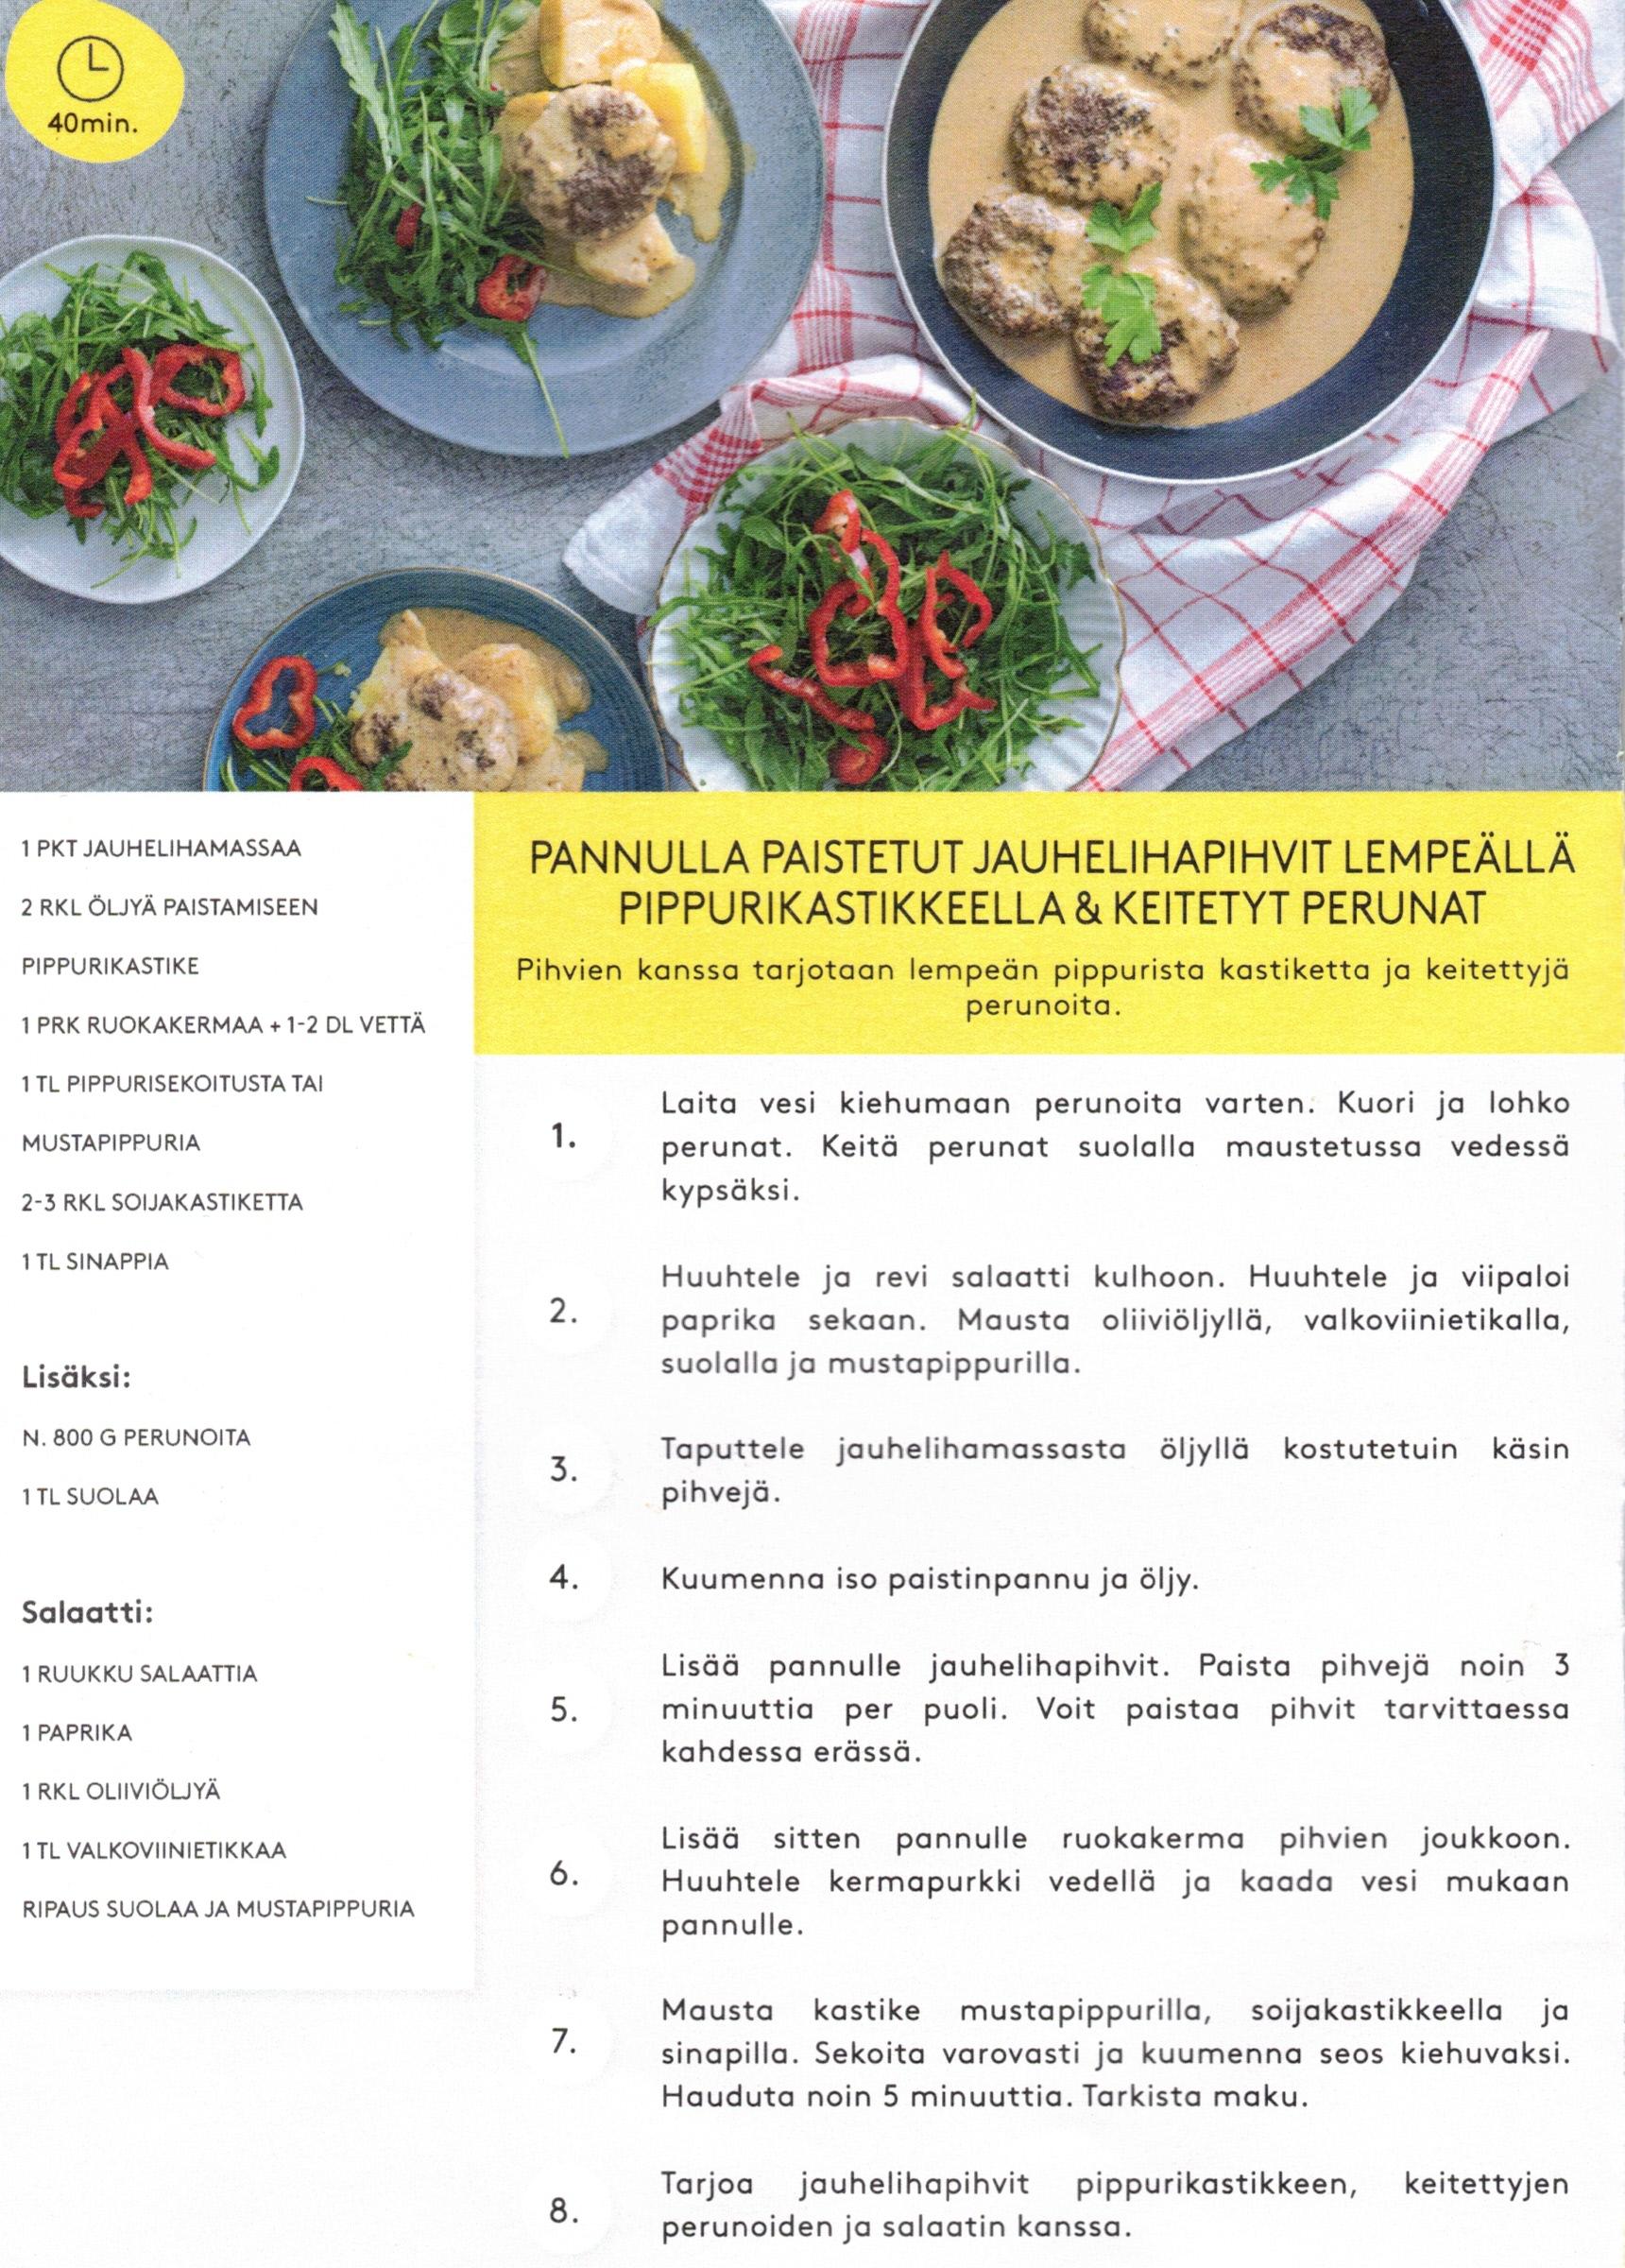 40min.
1 PKT JAUHELIHAMASSAA
2 RKL ÖLJYÄ PAISTAMISEEN
PIPPURIKASTIKE
1 PRK RUOKAKERMAA + 1-2 DL VETTÄ
1 TL PIPPURISEKOITUSTA TAI
MUSTAPIPPURIA
2-3 RKL SOIJAKASTIKETTA
1 TL SINAPPIA
Lisäksi:
N. 800 G PERUNOITA
1 TL SUOLAA
Salaatti:
1 RUUKKU SALAATTIA
1 PAPRIKA
1 RKL OLIIVIÖLJYÄ
1 TL VALKOVIINIETIKKAA
RIPAUS SUOLAA JA MUSTAPIPPURIA
PANNULLA PAISTETUT JAUHELIHAPIHVIT LEMPEÄLLÄ
PIPPURIKASTIKKEELLA & KEITETYT PERUNAT
Pihvien kanssa tarjotaan lempeän pippurista kastiketta ja keitettyjä
perunoita.
1. Laita vesi kiehumaan perunoita varten. Kuori ja lohko
perunat. Keitä perunat suolalla maustetussa vedessä
kypsäksi.
2. Huuhtele ja revi salaatti kulhoon. Huuhtele ja viipaloi
paprika sekaan. Mausta oliiviöljyllä, valkoviinietikalla,
suolalla ja mustapippurilla.
3. Taputtele jauhelihamassasta öljyllä kostutetuin käsin
pihvejä.
4. Kuumenna iso paistinpannu ja öljy.
5. Lisää pannulle jauhelihapihvit. Paista pihvejä noin 3
minuuttia per puoli. Voit paistaa pihvit tarvittaessa
kahdessa erässä.
6. Lisää sitten pannulle ruokakerma pihvien joukkoon.
Huuhtele kermapurkki vedellä ja kaada vesi mukaan
pannulle.
7. Mausta kastike mustapippurilla, soijakastikkeella ja
sinapilla. Sekoita varovasti ja kuumenna seos kiehuvaksi.
Hauduta noin 5 minuuttia. Tarkista maku.
8. Tarjoa jauhelihapihvit pippurikastikkeen, keitettyjen
perunoiden ja salaatin kanssa.